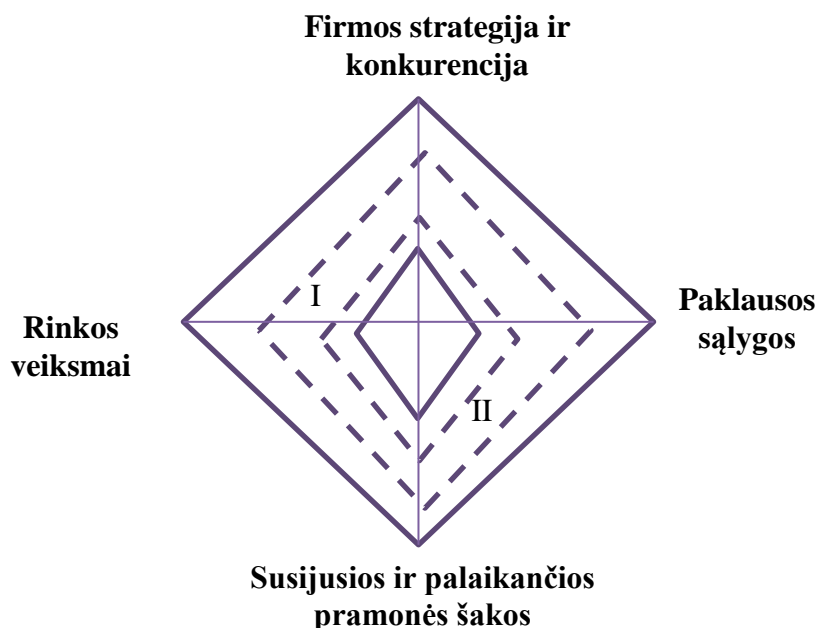 Firmos strategija ir
konkurencija
I
Rinkos
veiksmai
Paklausos
sąlygos
II
Susijusios ir palaikančios
pramonės šakos